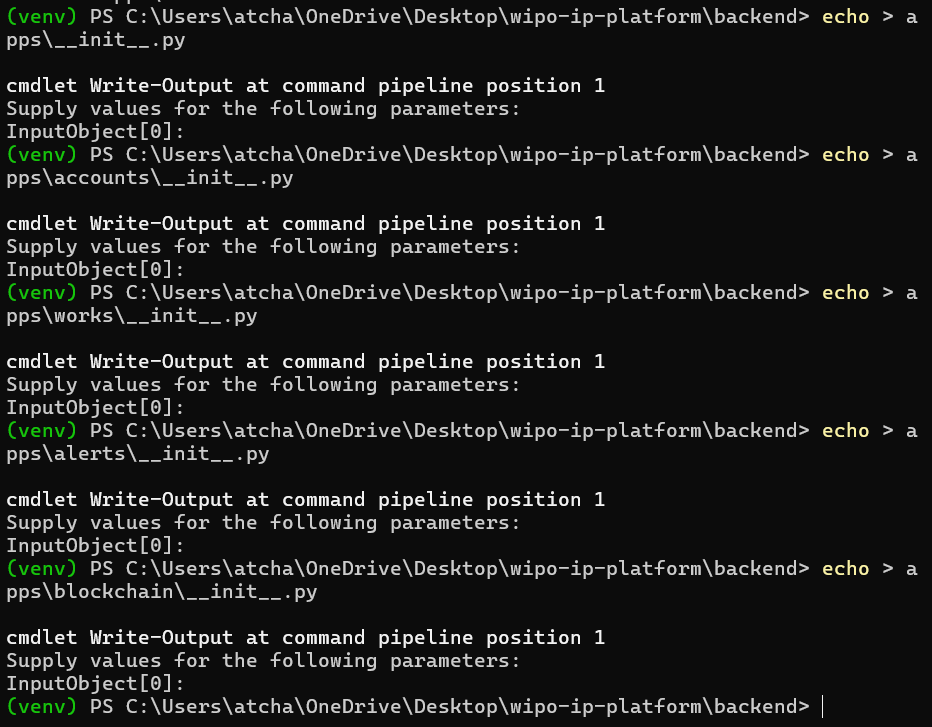 (venv) PS C:\Users\atcha\OneDrive\Desktop\wipo-ip-platform\backend> echo > a
pps\__init__.py
cmdlet Write-Output at command pipeline position 1
Supply values for the following parameters:
InputObject[0]:
(venv) PS C:\Users\atcha\OneDrive\Desktop\wipo-ip-platform\backend> echo > a
pps\accounts\__init__.py
cmdlet Write-Output at command pipeline position 1
Supply values for the following parameters:
InputObject[0]:
(venv) PS C:\Users\atcha\OneDrive\Desktop\wipo-ip-platform\backend> echo > a
pps\works\__init__.py
cmdlet Write-Output at command pipeline position 1
Supply values for the following parameters:
InputObject[0]:
(venv) PS C:\Users\atcha\OneDrive\Desktop\wipo-ip-platform\backend> echo > a
pps\alerts\__init__.py
cmdlet Write-Output at command pipeline position 1
Supply values for the following parameters:
InputObject[0]:
(venv) PS C:\Users\atcha\OneDrive\Desktop\wipo-ip-platform\backend> echo > a
pps\blockchain\__init__.py
cmdlet Write-Output at command pipeline position 1
Supply values for the following parameters:
InputObject[0]:
(venv) PS C:\Users\atcha\OneDrive\Desktop\wipo-ip-platform\backend>